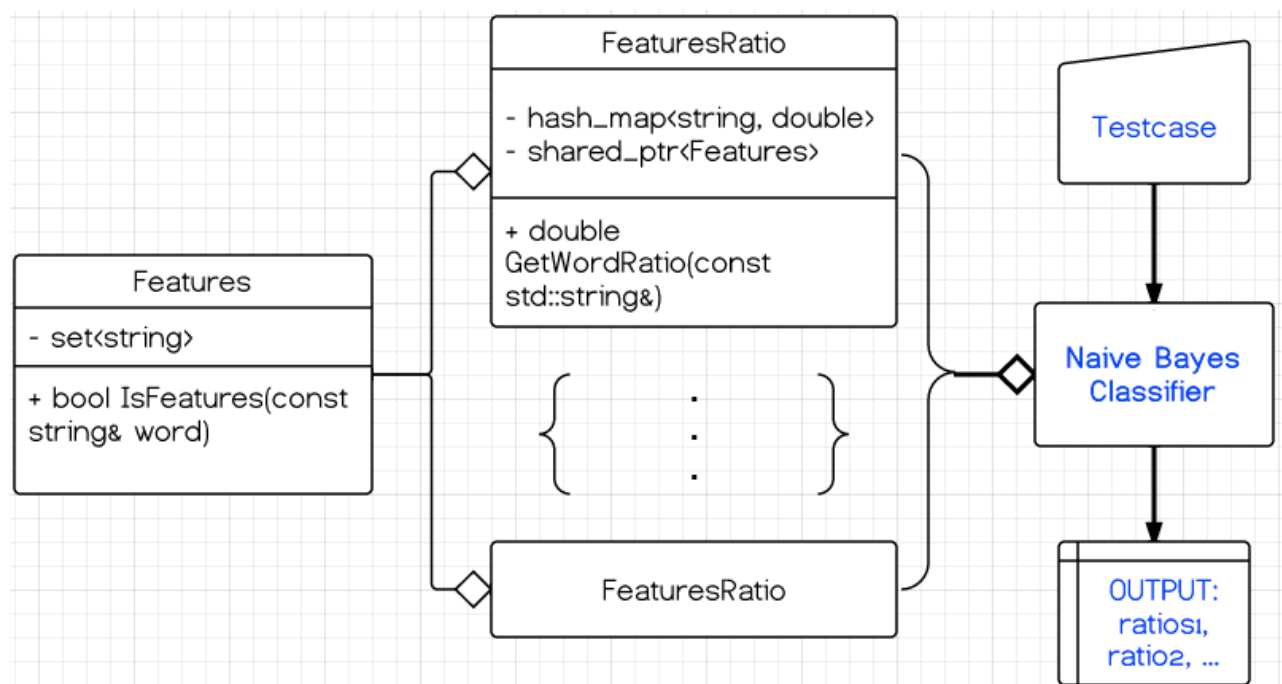 FeaturesRatio
- hash_map<string, double>
- shared_ptr<Features>
+ double
GetWordRatio(const
std::string&)
Features
- set<string>
+ bool IsFeatures(const
string& word)
FeaturesRatio
Testcase
Naive Bayes
Classifier
OUTPUT:
ratios1,
ratio2, ...